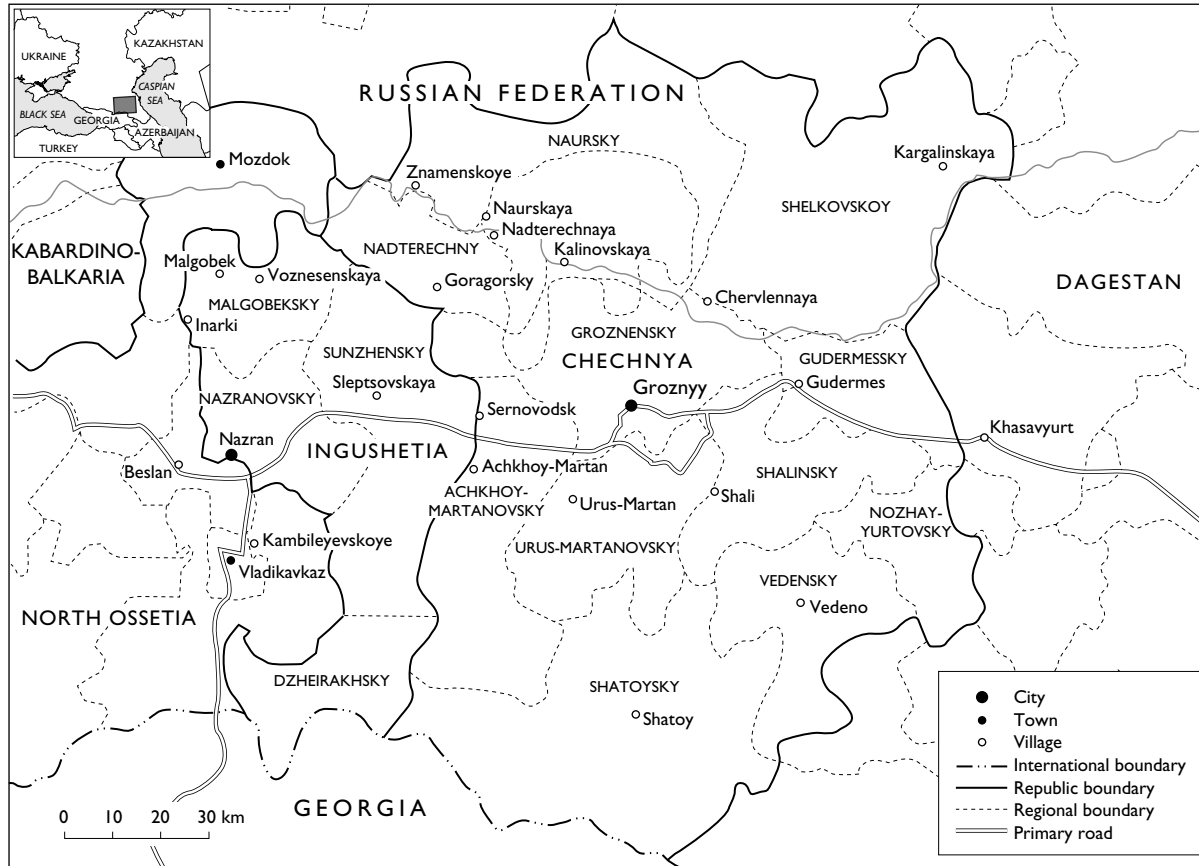 KAZAKHSTAN
UKRAINE
CASPIAN
SEA
BLACK SEA
GEORGIA
AZERBAIJAN
TURKEY
RUSSIAN FEDERATION
NAURSKY
Mozdok
Kargalinskaya
Znamenskoye
SHELKOVSKOY
Naurskaya
Nadterechnaya
KABARDINO-
BALKARIA
NADTERECHNY
Kalinovskaya
Malgobek
Voznesenskaya
Goragorsky
DAGESTAN
MALGOBEKSKY
Chervlennaya
Inarki
GROZNENSKY
SUNZHENSKY
CHECHNYA
GUDERMESSKY
Sleptsovskaya
Groznyy
Gudermes
NAZRANOVSKY
Sernovodsk
Khasavyurt
Nazran
INGUSHETIA
Beslan
Achkhoy-Martan
SHALINSKY
ACHKHOY-
MARTANOVSKY
Urus-Martan
Shali
NOZHAY-
YURTOVSKY
Kambileyevskoye
URUS-MARTANOVSKY
Vladikavkaz
VEDENSKY
Vedeno
NORTH OSSETIA
DZHEIRAKHSKY
SHATOYSKY
Shatoy
GEORGIA
0 10 20 30 km
City
Town
Village
International boundary
Republic boundary
Regional boundary
Primary road